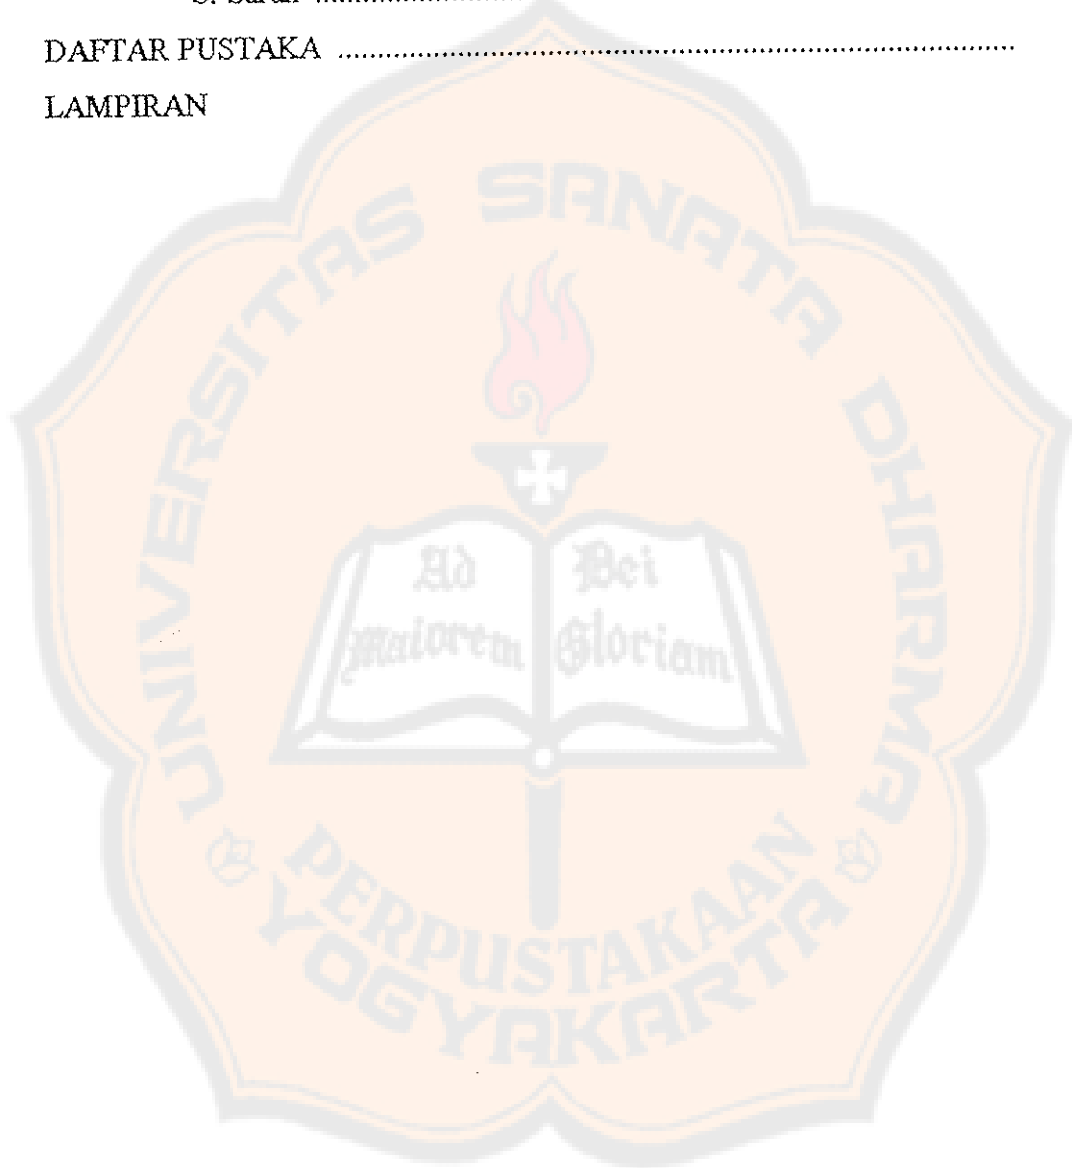 DAFTAR PUSTAKA ........................................................................
LAMPIRAN
UNIVERSITAS SANATA DHARMA
Ad Dei
Maiorem Gloriam
PERPUSTAKAAN
YOGYAKARTA